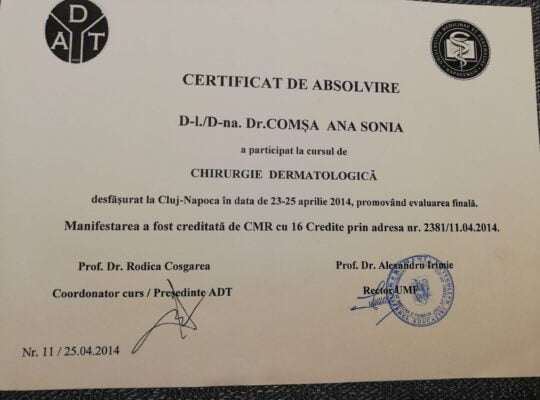 D
A T
CERTIFICAT DE ABSOLVIRE
D-l./D-na. Dr.COMȘA ANA SONIA
a participat la cursul de
CHIRURGIE DERMATOLOGICĂ
desfășurat la Cluj-Napoca în data de 23-25 aprilie 2014, promovând evaluarea finală.
Manifestarea a fost creditată de CMR cu 16 Credite prin adresa nr. 2381/11.04.2014.
Prof. Dr. Rodica Cosgarea
Prof. Dr. Alexandru Irimie
Coordonator curs / Președinte ADT
Rector UMF
Nr. 11 / 25.04.2014